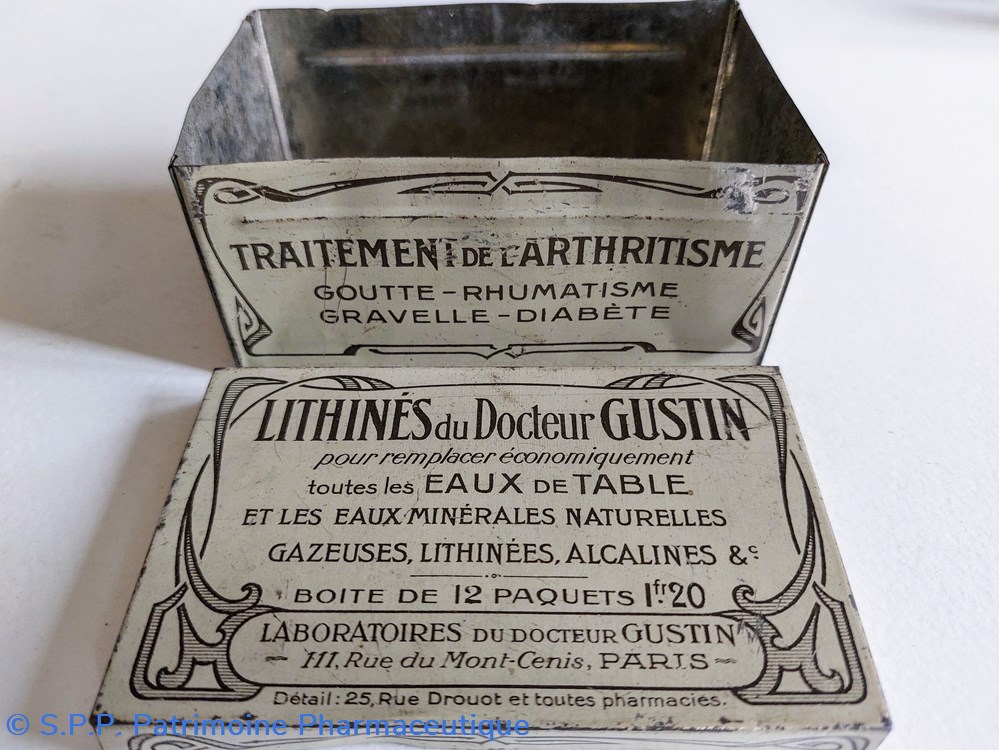 TRAITEMENT DE L'ARTHRITISME
GOUTTE - RHUMATISME
GRAVELLE - DIABÈTE
LITHINÉS du Docteur GUSTIN
pour remplacer économiquement
toutes les EAUX DE TABLE
ET LES EAUX MINÉRALES NATURELLES
GAZEUSES, LITHINÉES, ALCALINES &c
BOITE DE 12 PAQUETS 1fr.20
LABORATOIRES DU DOCTEUR GUSTIN
111, Rue du Mont-Cenis, PARIS
Détail: 25, Rue Drouot et toutes pharmacies.
© S.P.P. Patrimoine Pharmaceutique